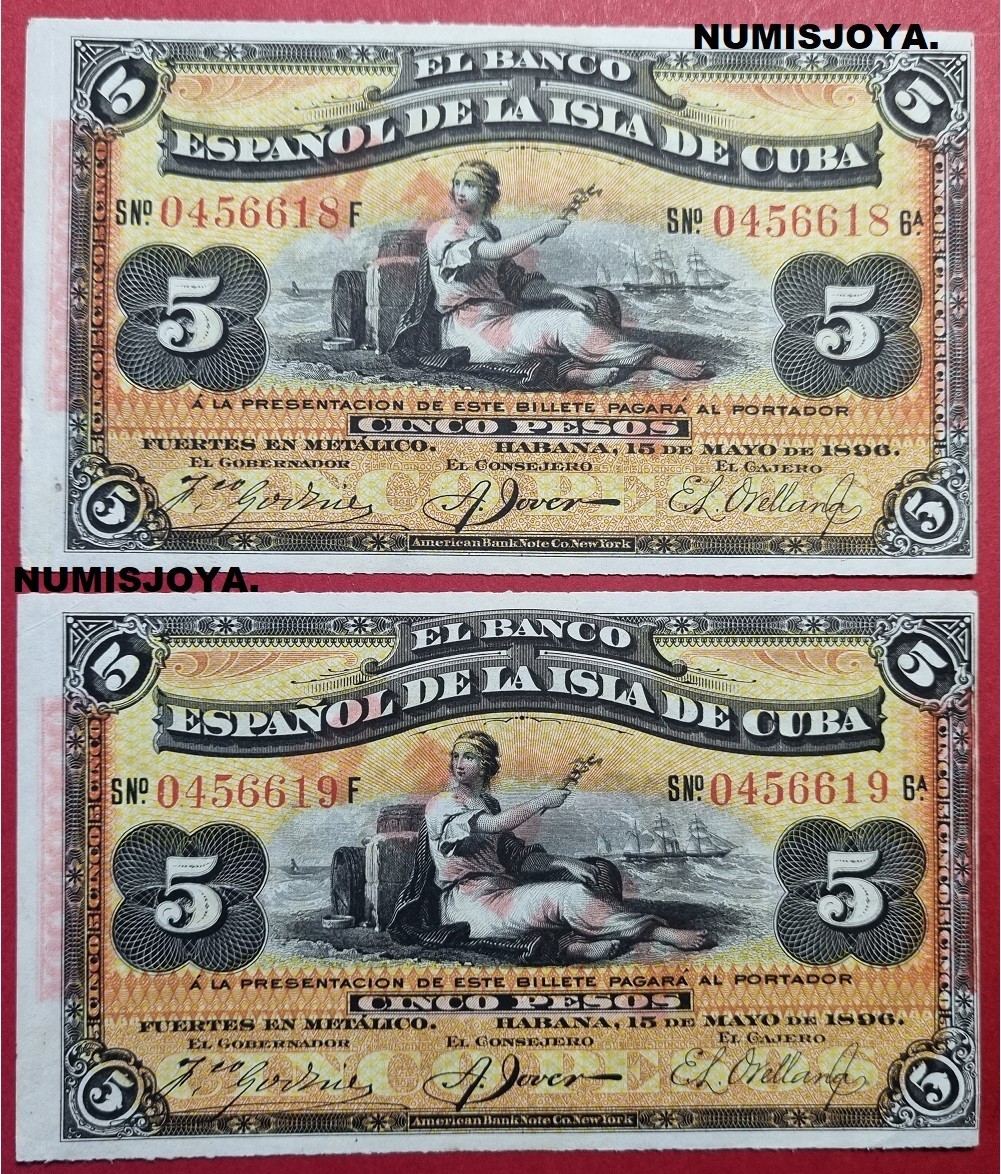 NUMISJOYA.
5 5
EL BANCO
ESPAÑOL DE LA ISLA DE CUBA
SNº 0456618 F SNº 0456618 6A
5 5
Á LA PRESENTACION DE ESTE BILLETE PAGARÁ AL PORTADOR
CINCO PESOS
FUERTES EN METÁLICO. HABANA, 15 DE MAYO DE 1896.
EL GOBERNADOR EL CONSEJERO EL CAJERO
A. Jover E. L. Orellana
5 5
American Bank Note Co. New York
NUMISJOYA.
5 5
EL BANCO
ESPAÑOL DE LA ISLA DE CUBA
SNº 0456619 F SNº 0456619 6A
5 5
Á LA PRESENTACION DE ESTE BILLETE PAGARÁ AL PORTADOR
CINCO PESOS
FUERTES EN METÁLICO. HABANA, 15 DE MAYO DE 1896.
EL GOBERNADOR EL CONSEJERO EL CAJERO
A. Jover E. L. Orellana
5 5
American Bank Note Co. New York